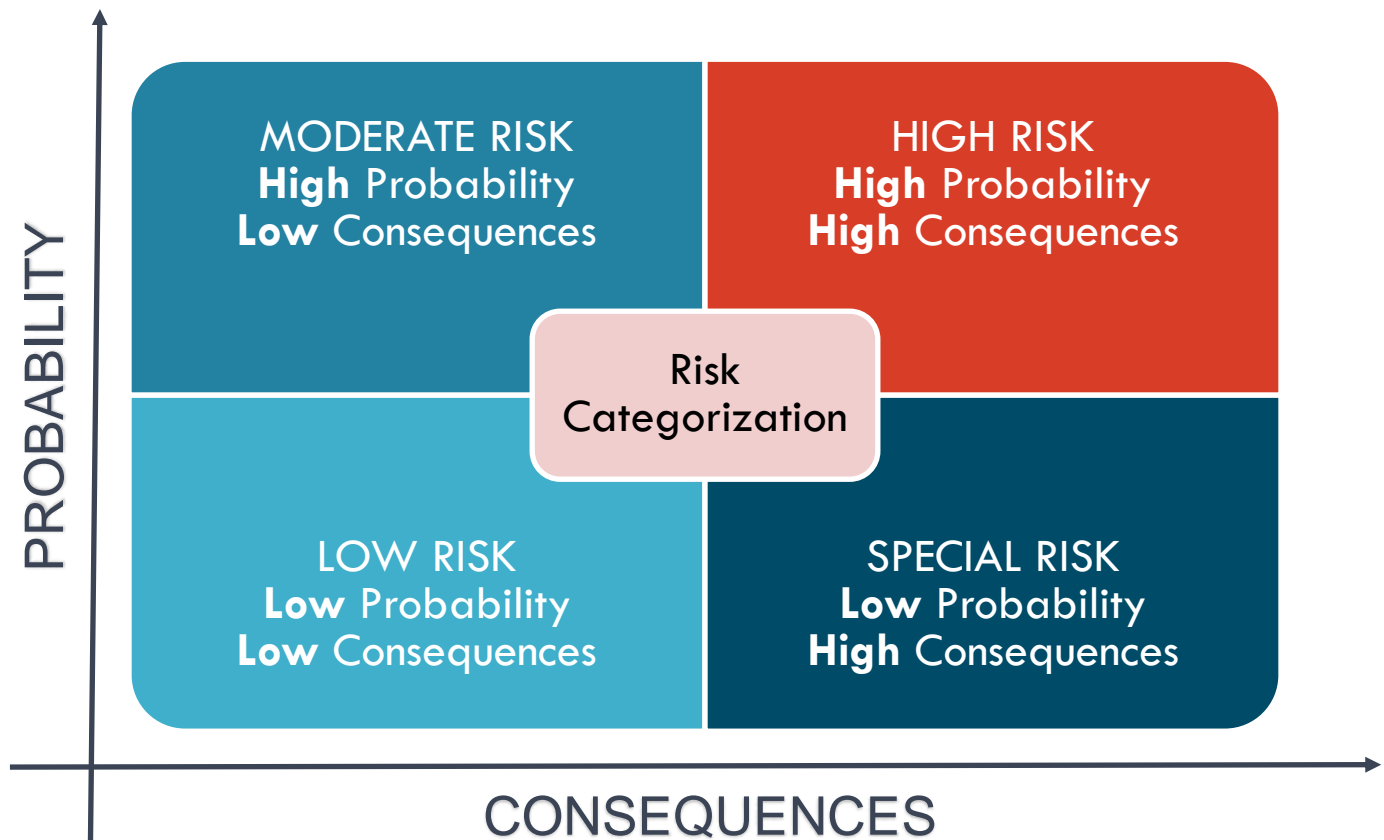 PROBABILITY
MODERATE RISK
High Probability
Low Consequences
HIGH RISK
High Probability
High Consequences
Risk
Categorization
LOW RISK
Low Probability
Low Consequences
SPECIAL RISK
Low Probability
High Consequences
CONSEQUENCES